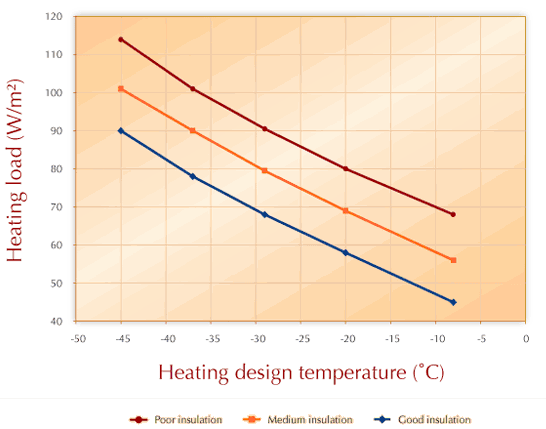 120
110
100
90
80
70
60
50
40
Heating load (W/m²)
-50 -45 -40 -35 -30 -25 -20 -15 -10 -5 0
Heating design temperature (˚C)
Poor insulation Medium insulation Good insulation